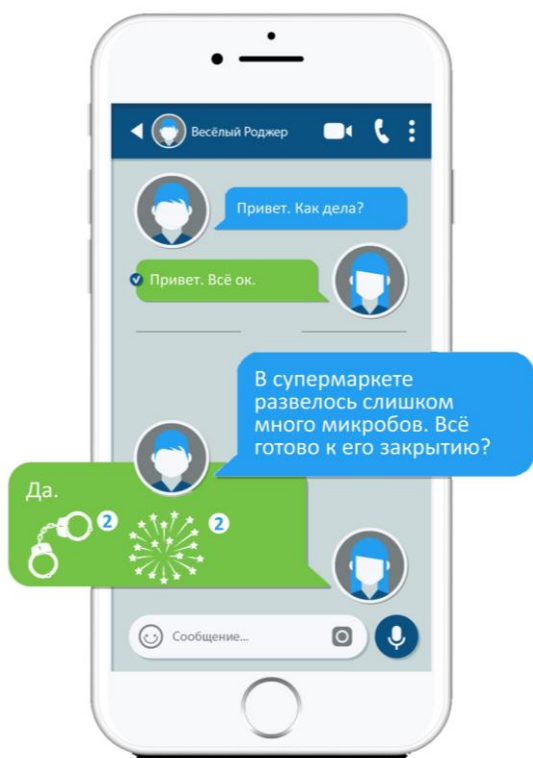 Весёлый Роджер
Привет. Как дела?
Привет. Всё ок.
В супермаркете
развелось слишком
много микробов. Всё
готово к его закрытию?
Да.
2 2
Сообщение...